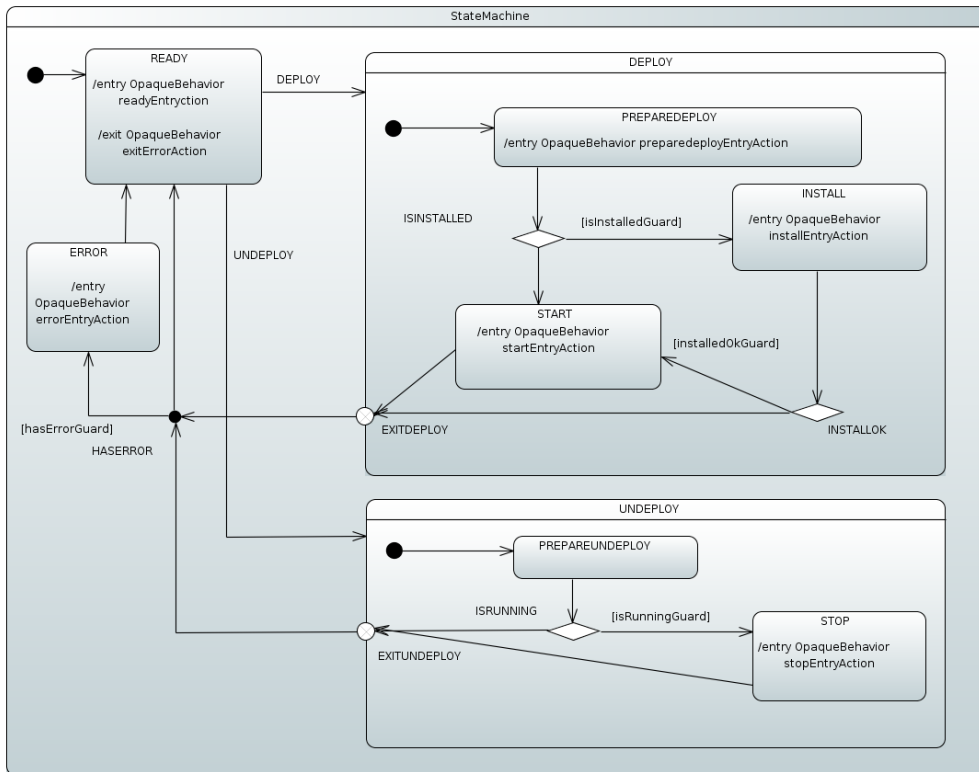 StateMachine
READY
/entry OpaqueBehavior
readyEntryction
/exit OpaqueBehavior
exitErrorAction
DEPLOY
DEPLOY
PREPAREDEPLOY
/entry OpaqueBehavior preparedeployEntryAction
ISINSTALLED
[isInstalledGuard]
INSTALL
/entry OpaqueBehavior
installEntryAction
UNDEPLOY
ERROR
/entry
OpaqueBehavior
errorEntryAction
START
/entry OpaqueBehavior
startEntryAction
[installedOkGuard]
[hasErrorGuard]
HASERROR
EXITDEPLOY
INSTALLOK
UNDEPLOY
PREPAREUNDEPLOY
ISRUNNING
[isRunningGuard]
STOP
/entry OpaqueBehavior
stopEntryAction
EXITUNDEPLOY